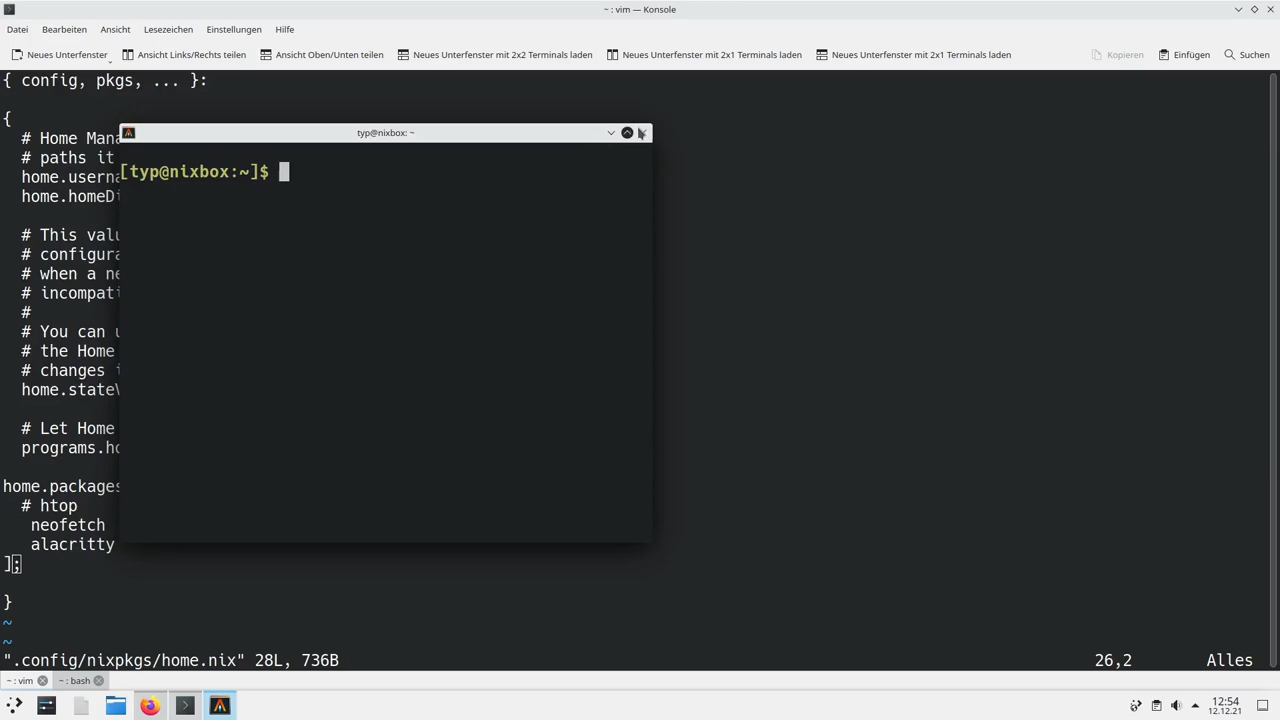 ~ : vim — Konsole
Datei Bearbeiten Ansicht Lesezeichen Einstellungen Hilfe
Neues Unterfenster Ansicht Links/Rechts teilen Ansicht Oben/Unten teilen Neues Unterfenster mit 2x2 Terminals laden Neues Unterfenster mit 2x1 Terminals laden Neues Unterfenster mit 2x1 Terminals laden Kopieren Einfügen Suchen
{ config, pkgs, ... }:
{
# Home Mana
# paths it
home.userna
home.homeDi
# This valu
# configura
# when a ne
# incompati
#
# You can u
# the Home
# changes i
home.stateV
# Let Home
programs.ho
home.packages
# htop
neofetch
alacritty
];
}
~
~
".config/nixpkgs/home.nix" 28L, 736B 26,2 Alles
typ@nixbox: ~
[typ@nixbox:~]$
~ : vim ~ : bash
12:54
12.12.21